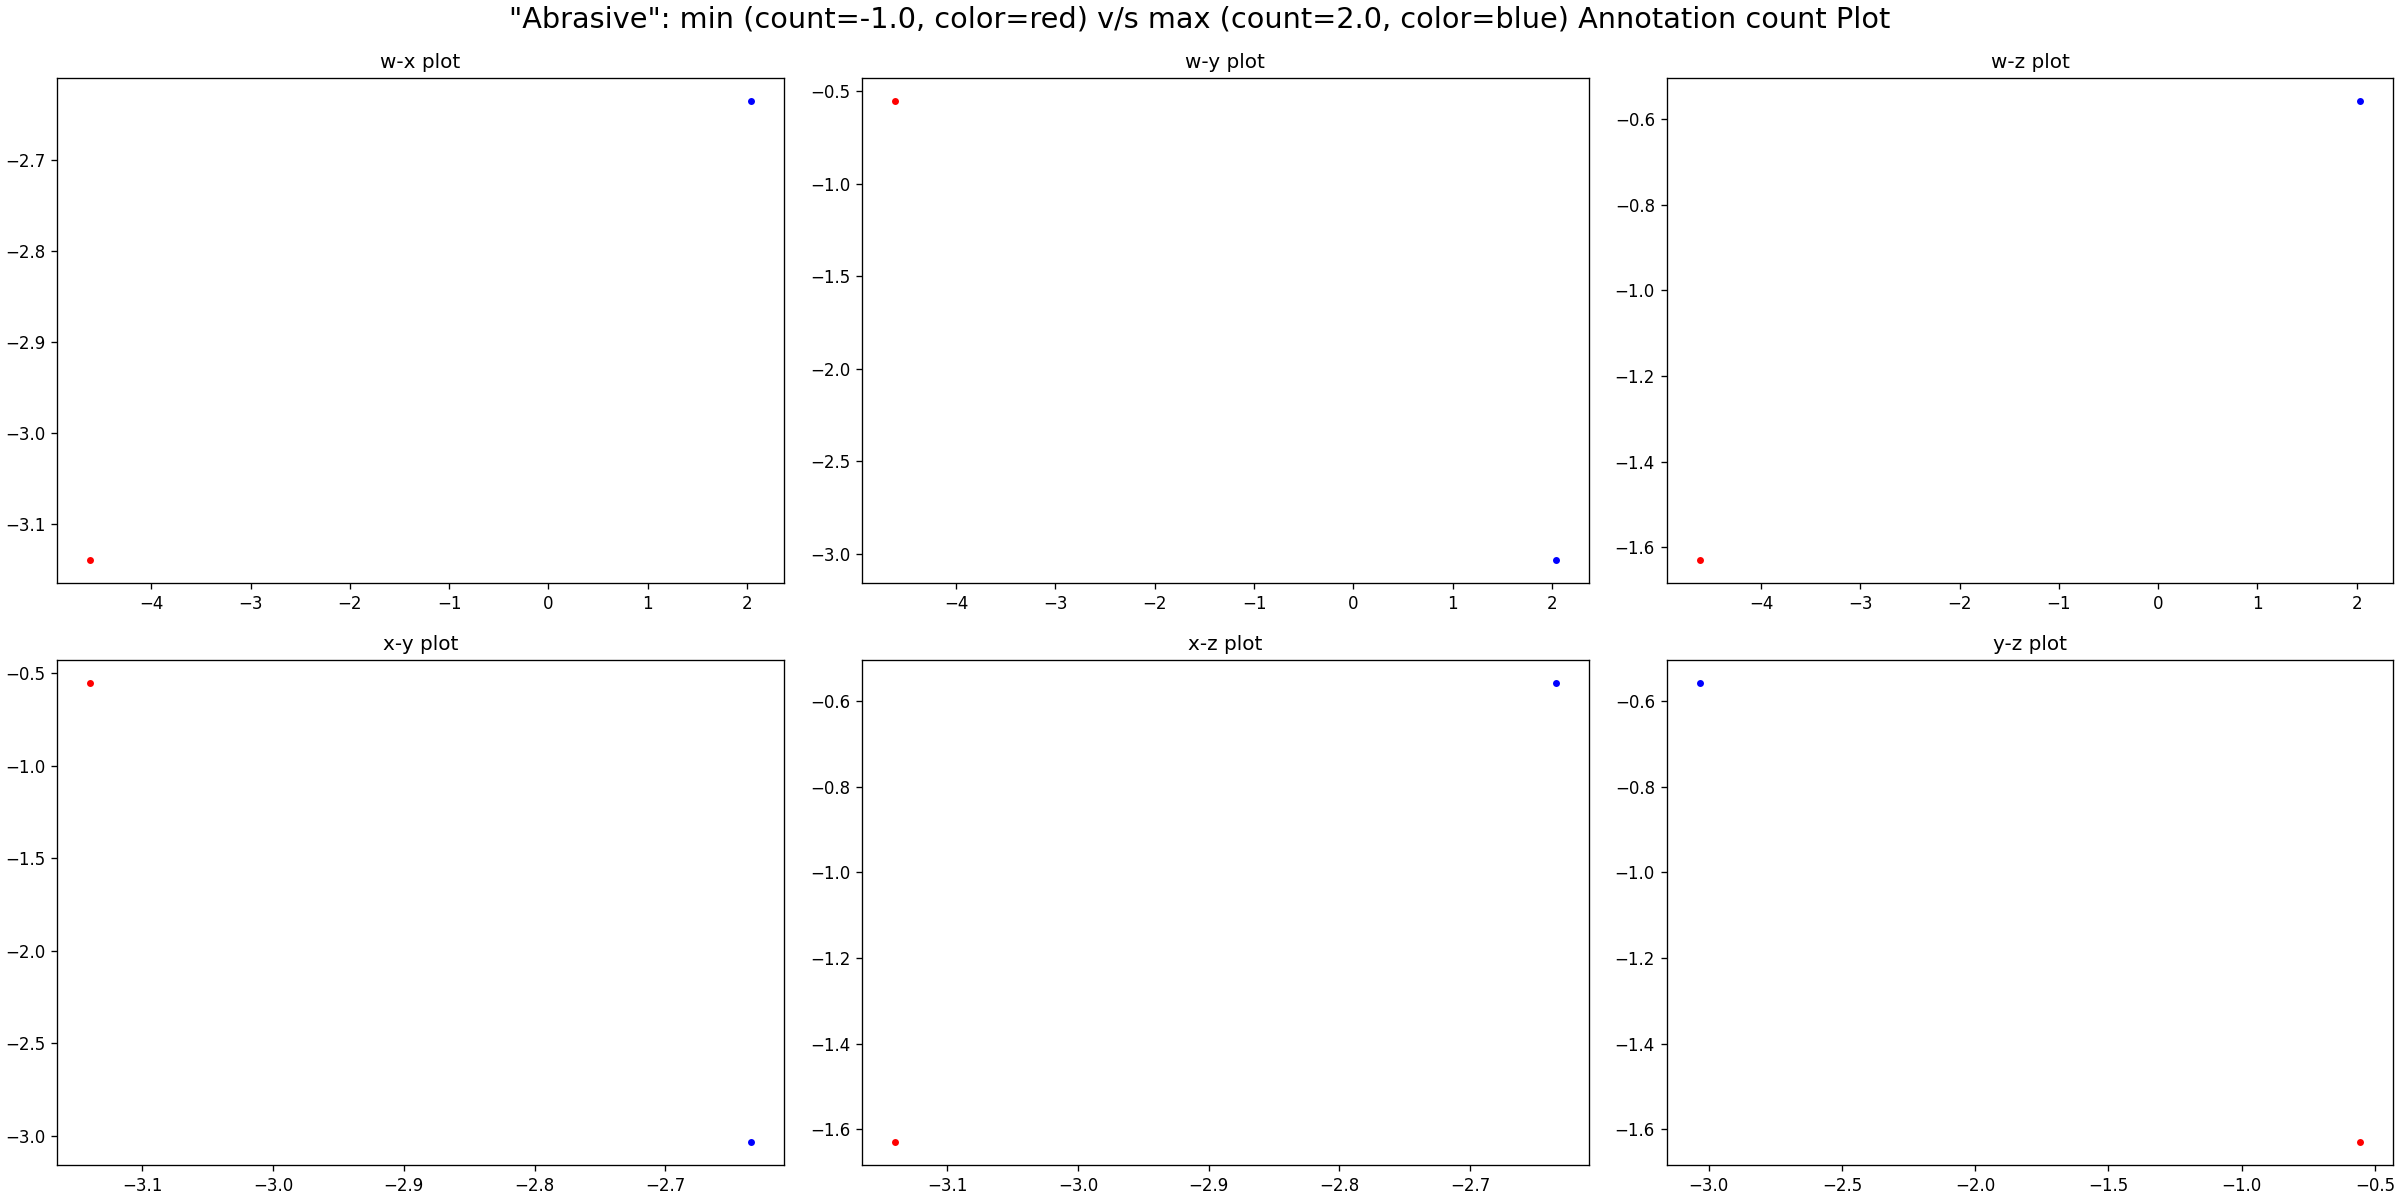 "Abrasive": min (count=-1.0, color=red) v/s max (count=2.0, color=blue) Annotation count Plot
w-x plot
−2.7
−2.8
−2.9
−3.0
−3.1
−4 −3 −2 −1 0 1 2
w-y plot
−0.5
−1.0
−1.5
−2.0
−2.5
−3.0
−4 −3 −2 −1 0 1 2
w-z plot
−0.6
−0.8
−1.0
−1.2
−1.4
−1.6
−4 −3 −2 −1 0 1 2
x-y plot
−0.5
−1.0
−1.5
−2.0
−2.5
−3.0
−3.1 −3.0 −2.9 −2.8 −2.7
x-z plot
−0.6
−0.8
−1.0
−1.2
−1.4
−1.6
−3.1 −3.0 −2.9 −2.8 −2.7
y-z plot
−0.6
−0.8
−1.0
−1.2
−1.4
−1.6
−3.0 −2.5 −2.0 −1.5 −1.0 −0.5